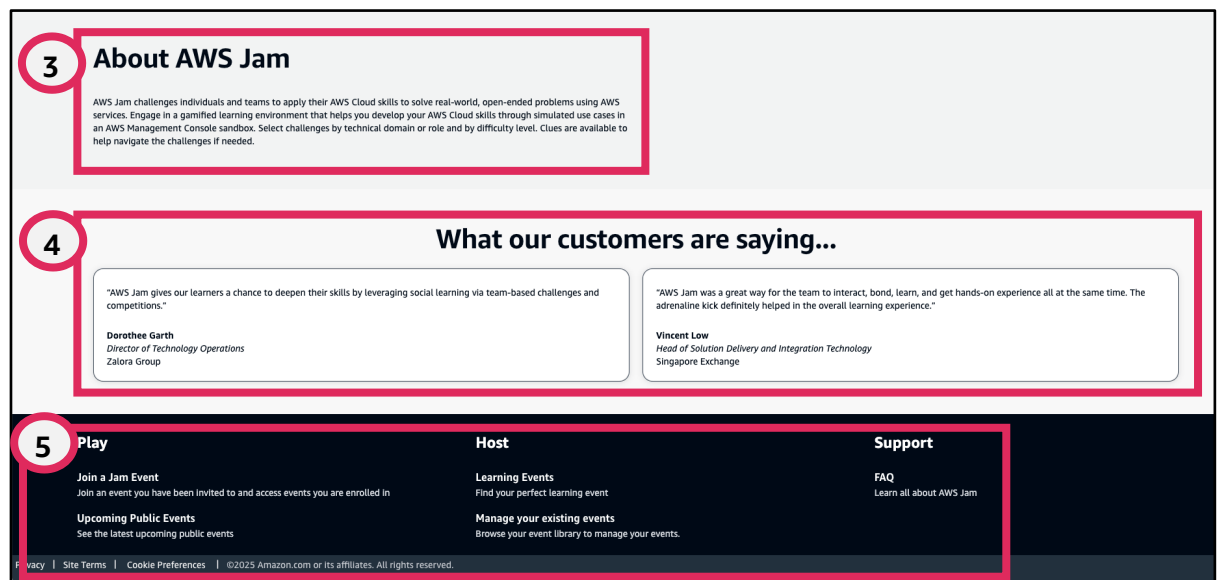 3
About AWS Jam
AWS Jam challenges individuals and teams to apply their AWS Cloud skills to solve real-world, open-ended problems using AWS
services. Engage in a gamified learning environment that helps you develop your AWS Cloud skills through simulated use cases in
an AWS Management Console sandbox. Select challenges by technical domain or role and by difficulty level. Clues are available to
help navigate the challenges if needed.
4
What our customers are saying...
"AWS Jam gives our learners a chance to deepen their skills by leveraging social learning via team-based challenges and
competitions."
Dorothee Garth
Director of Technology Operations
Zalora Group
"AWS Jam was a great way for the team to interact, bond, learn, and get hands-on experience all at the same time. The
adrenaline kick definitely helped in the overall learning experience."
Vincent Low
Head of Solution Delivery and Integration Technology
Singapore Exchange
5
Play
Join a Jam Event
Join an event you have been invited to and access events you are enrolled in
Upcoming Public Events
See the latest upcoming public events
Host
Learning Events
Find your perfect learning event
Manage your existing events
Browse your event library to manage your events.
Support
FAQ
Learn all about AWS Jam
Privacy | Site Terms | Cookie Preferences | ©2025 Amazon.com or its affiliates. All rights reserved.